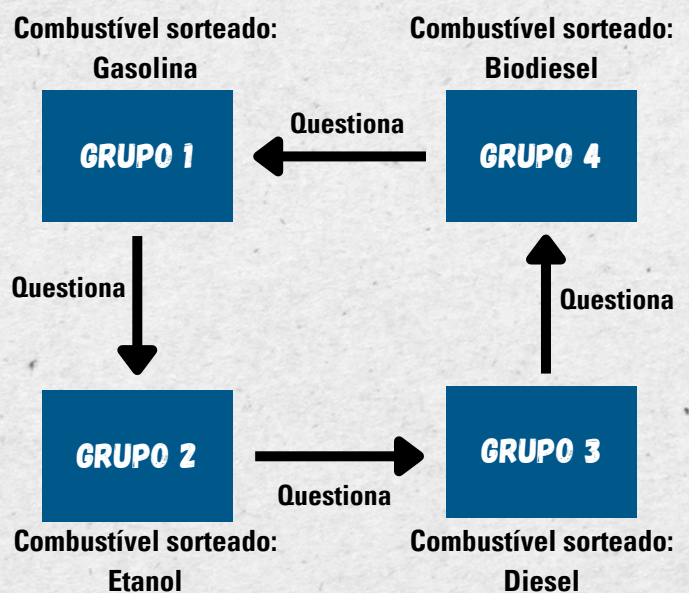 Combustível sorteado:
Gasolina
Combustível sorteado:
Biodiesel
GRUPO 1
Questiona
GRUPO 4
Questiona
Questiona
GRUPO 2
Questiona
GRUPO 3
Combustível sorteado:
Etanol
Combustível sorteado:
Diesel